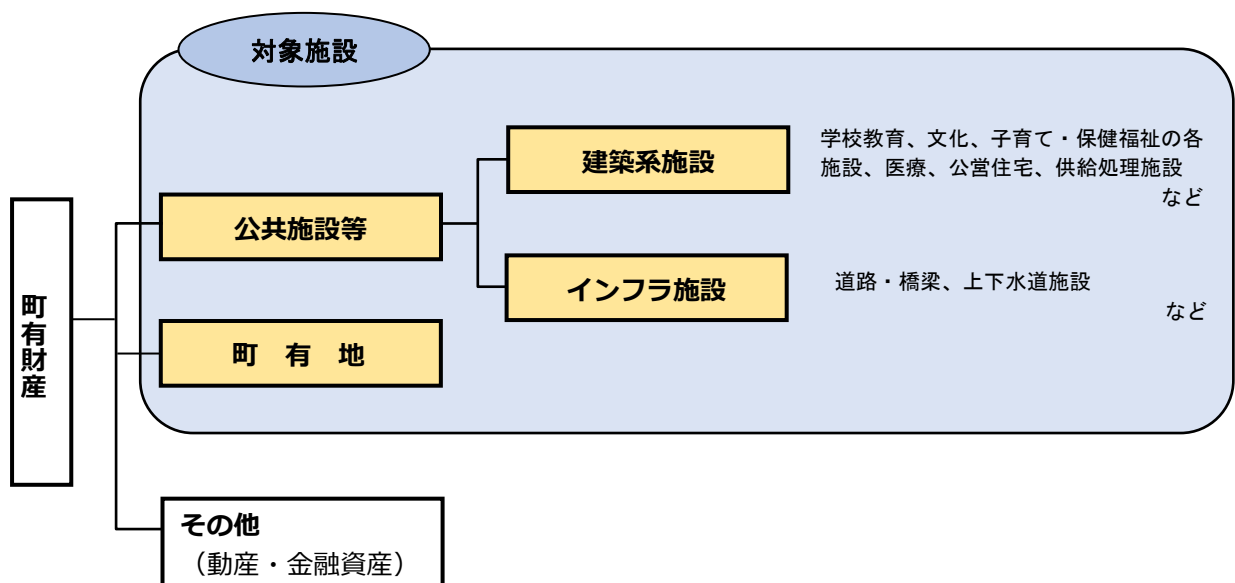 対象施設
建築系施設
学校教育、文化、子育て・保健福祉の各
施設、医療、公営住宅、供給処理施設
など
公共施設等
インフラ施設
道路・橋梁、上下水道施設
など
町有財産
町　有　地
その他
（動産・金融資産）